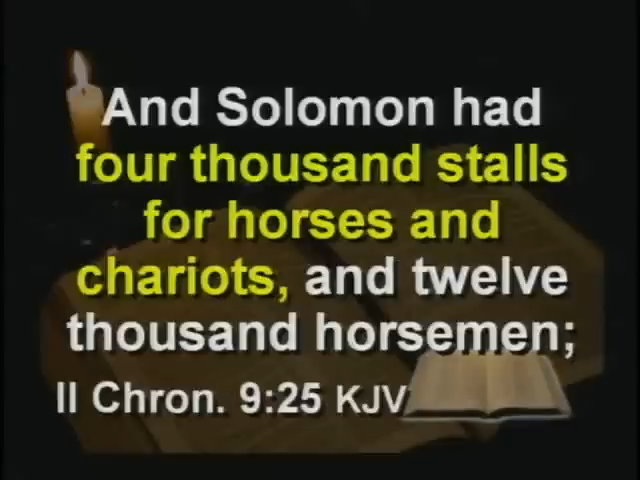 And Solomon had
four thousand stalls
for horses and
chariots, and twelve
thousand horsemen;
II Chron. 9:25 KJV